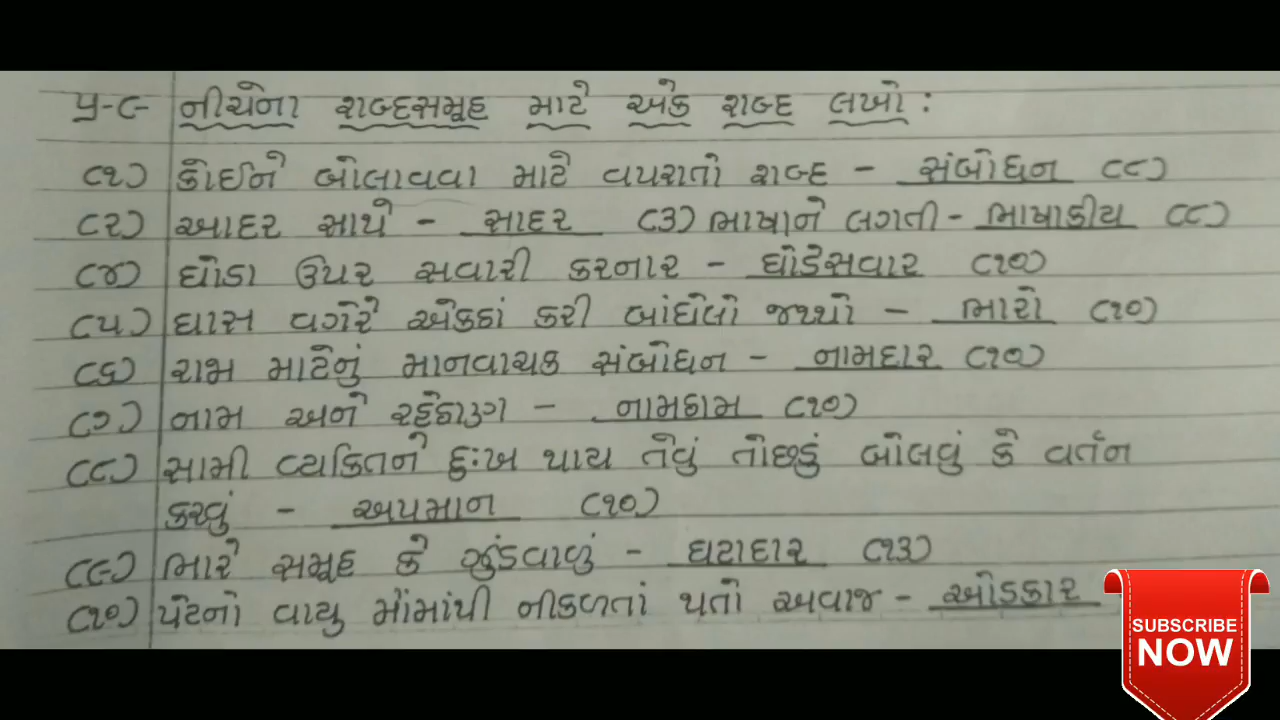 પ્ર-૯ નીચેના શબ્દસમૂહ માટે એક શબ્દ લખો :
(૧) કોઈને બોલાવવા માટે વપરાતો શબ્દ - સંબોધન (૮)
(૨) આદર સાથે - સાદર (૩) ભાષાને લગતી - ભાષાકીય (૮)
(૪) ઘોડા ઉપર સવારી કરનાર - ઘોડેસવાર (૧૦)
(૫) ઘાસ વગેરે એકઠાં કરી બાંધેલો જથ્થો - ભારો (૧૦)
(૬) રાજા માટેનું માનવાચક સંબોધન - નામદાર (૧૦)
(૭) નામ અને રહેઠાણ - નામઠામ (૧૦)
(૮) સામી વ્યકિતને દુઃખ થાય તેવું તોછડું બોલવું કે વર્તન
કરવું - અપમાન (૧૦)
(૯) ભારે સમૂહ કે ઝુંડવાળું - ઘટાદાર (૧૩)
(૧૦) પેટનો વાયુ મોંમાંથી નીકળતાં થતો અવાજ - ઓડકાર
SUBSCRIBE
NOW